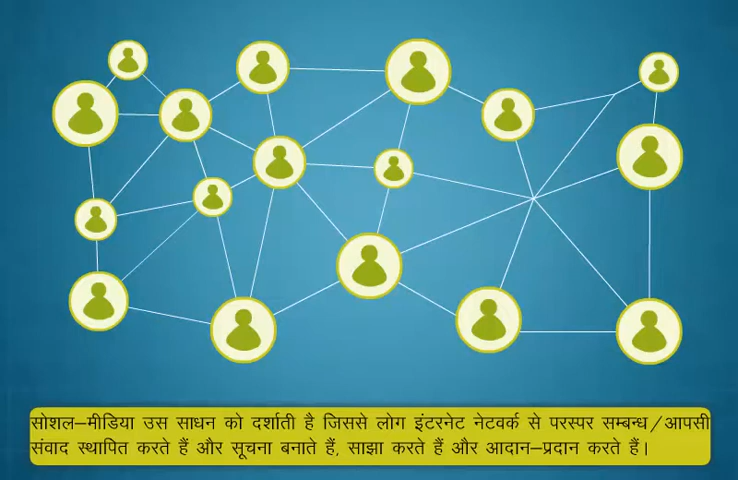 सोशल–मीडिया उस साधन को दर्शाती है जिससे लोग इंटरनेट नेटवर्क से परस्पर सम्बन्ध/आपसी
संवाद स्थापित करते हैं और सूचना बनाते हैं, साझा करते हैं और आदान–प्रदान करते हैं।